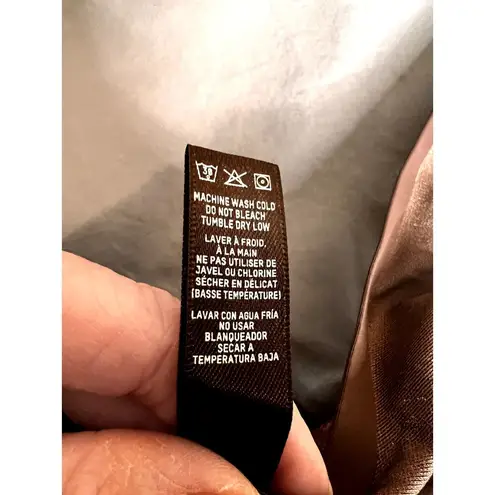 30
MACHINE WASH COLD
DO NOT BLEACH
TUMBLE DRY LOW
LAVER À FROID,
À LA MAIN
NE PAS UTILISER DE
JAVEL OU CHLORINE
SÉCHER EN DÉLICAT
(BASSE TEMPÉRATURE)
LAVAR CON AGUA FRÍA
NO USAR
BLANQUEADOR
SECAR A
TEMPERATURA BAJA